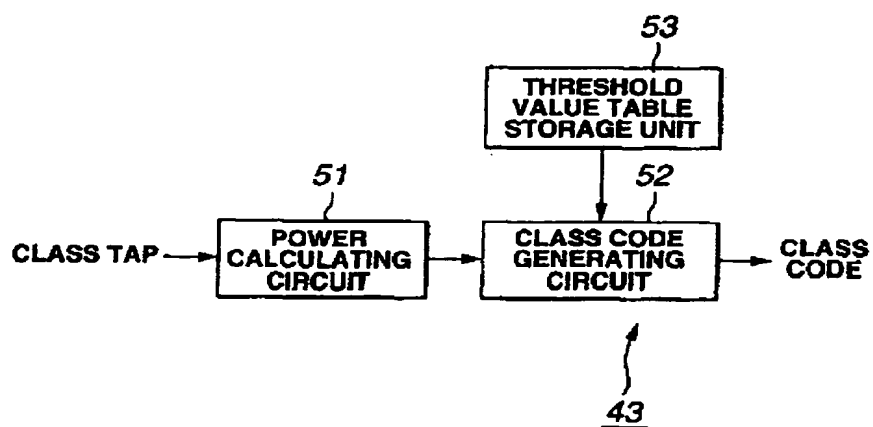 53
THRESHOLD
VALUE TABLE
STORAGE UNIT
51
52
CLASS TAP
POWER
CALCULATING
CIRCUIT
CLASS CODE
GENERATING
CIRCUIT
CLASS
CODE
43